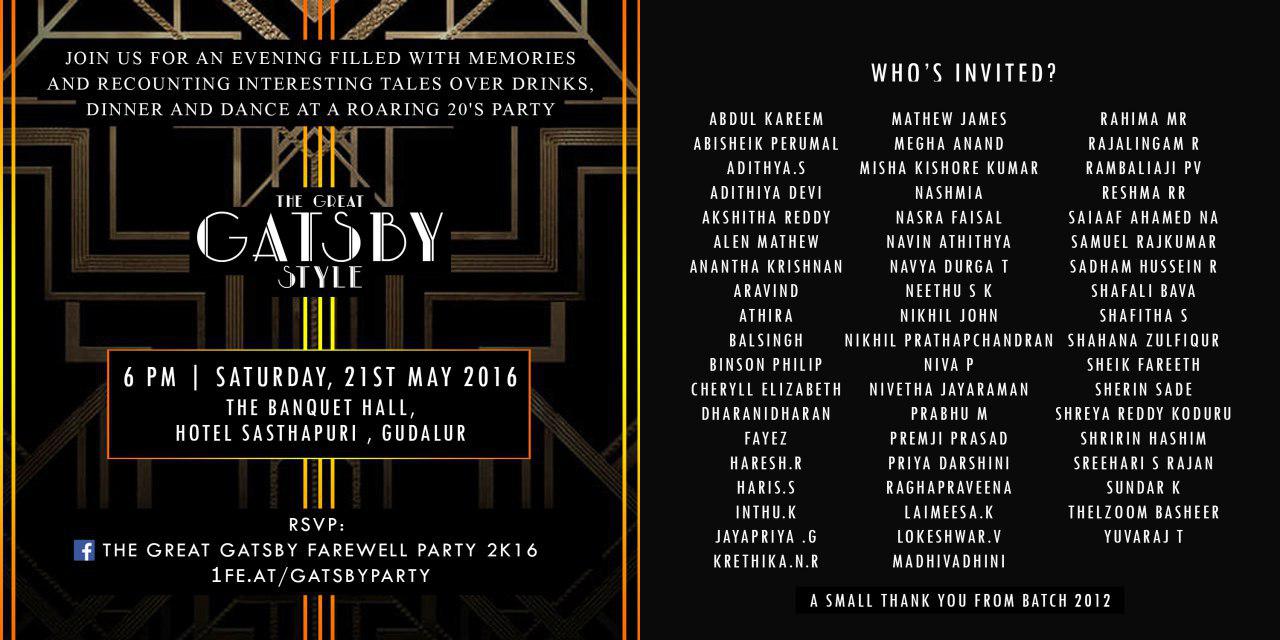 JOIN US FOR AN EVENING FILLED WITH MEMORIES
AND RECOUNTING INTERESTING TALES OVER DRINKS,
DINNER AND DANCE AT A ROARING 20'S PARTY
THE GREAT
GATSBY
STYLE
6 PM | SATURDAY, 21ST MAY 2016
THE BANQUET HALL,
HOTEL SASTHAPURI , GUDALUR
RSVP:
f THE GREAT GATSBY FAREWELL PARTY 2K16
1FE.AT/GATSBYPARTY
WHO'S INVITED?
ABDUL KAREEM
ABISHEIK PERUMAL
ADITHYA.S
ADITHIYA DEVI
AKSHITHA REDDY
ALEN MATHEW
ANANTHA KRISHNAN
ARAVIND
ATHIRA
BALSINGH
BINSON PHILIP
CHERYLL ELIZABETH
DHARANIDHARAN
FAYEZ
HARESH.R
HARIS.S
INTHU.K
JAYAPRIYA .G
KRETHIKA.N.R
MATHEW JAMES
MEGHA ANAND
MISHA KISHORE KUMAR
NASHMIA
NASRA FAISAL
NAVIN ATHITHYA
NAVYA DURGA T
NEETHU S K
NIKHIL JOHN
NIKHIL PRATHAPCHANDRAN
NIVA P
NIVETHA JAYARAMAN
PRABHU M
PREMJI PRASAD
PRIYA DARSHINI
RAGHAPRAVEENA
LAIMEESA.K
LOKESHWAR.V
MADHIVADHINI
RAHIMA MR
RAJALINGAM R
RAMBALIAJI PV
RESHMA RR
SAIAAF AHAMED NA
SAMUEL RAJKUMAR
SADHAM HUSSEIN R
SHAFALI BAVA
SHAFITHA S
SHAHANA ZULFIQUR
SHEIK FAREETH
SHERIN SADE
SHREYA REDDY KODURU
SHRIRIN HASHIM
SREEHARI S RAJAN
SUNDAR K
THELZOOM BASHEER
YUVARAJ T
A SMALL THANK YOU FROM BATCH 2012